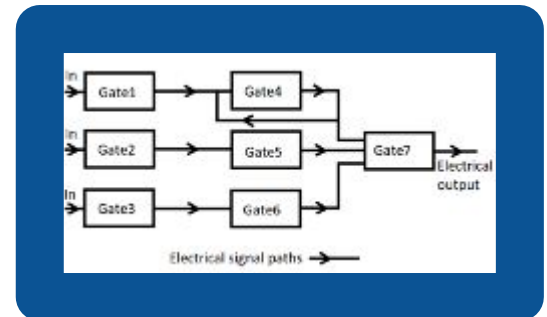 In
Gate1
Gate4
In
Gate2
Gate5
Gate7
Electrical
output
In
Gate3
Gate6
Electrical signal paths